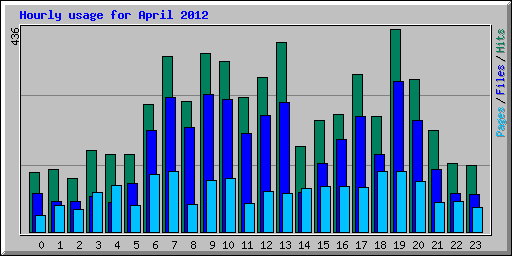 Hourly usage for April 2012
436
Pages/Files/Hits
0 1 2 3 4 5 6 7 8 9 10 11 12 13 14 15 16 17 18 19 20 21 22 23